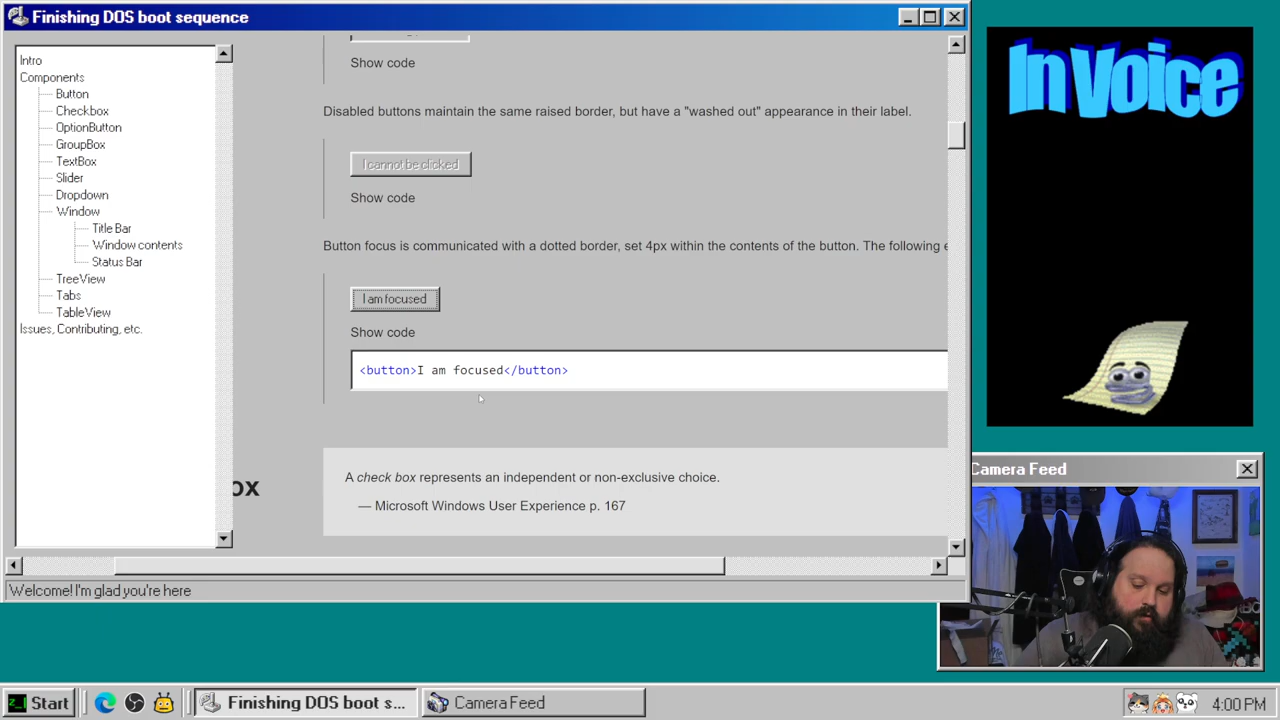 Finishing DOS boot sequence
Intro
Components
Button
Checkbox
OptionButton
GroupBox
TextBox
Slider
Dropdown
Window
Title Bar
Window contents
Status Bar
TreeView
Tabs
TableView
Issues, Contributing, etc.
Show code
Disabled buttons maintain the same raised border, but have a "washed out" appearance in their label.
I cannot be clicked
Show code
Button focus is communicated with a dotted border, set 4px within the contents of the button. The following e
I am focused
Show code
<button>I am focused</button>
ox
A check box represents an independent or non-exclusive choice.
— Microsoft Windows User Experience p. 167
Welcome! I'm glad you're here
In Voice
Camera Feed
Start
Finishing DOS boot s...
Camera Feed
4:00 PM